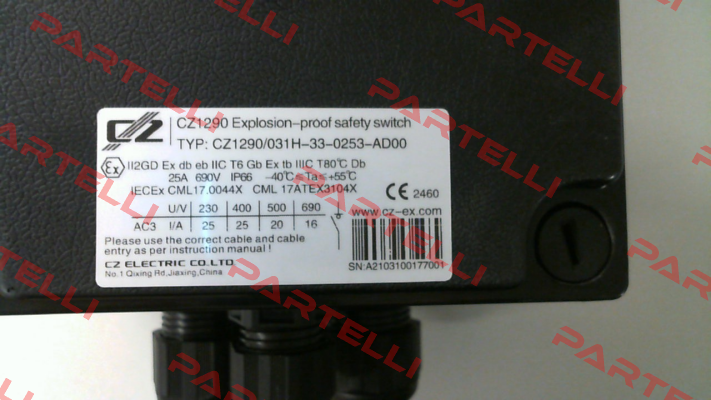 CZ
CZ1290 Explosion-proof safety switch
TYP: CZ1290/031H-33-0253-AD00
Ex II2GD Ex db eb IIC T6 Gb Ex tb IIIC T80℃ Db
25A 690V IP66 -40℃≤Ta≤+55℃
IECEx CML17.0044X CML 17ATEX3104X
CE 2460
U/V 230 400 500 690
www.cz-ex.com
AC3 I/A 25 25 20 16
Please use the correct cable and cable
entry as per instruction manual !
CZ ELECTRIC CO.LTD
No.1 Qixing Rd,Jiaxing,China
SN:A2103100177001
PARTELLI
PARTELLI
PARTELLI
PARTELLI
PARTELLI
PARTELLI